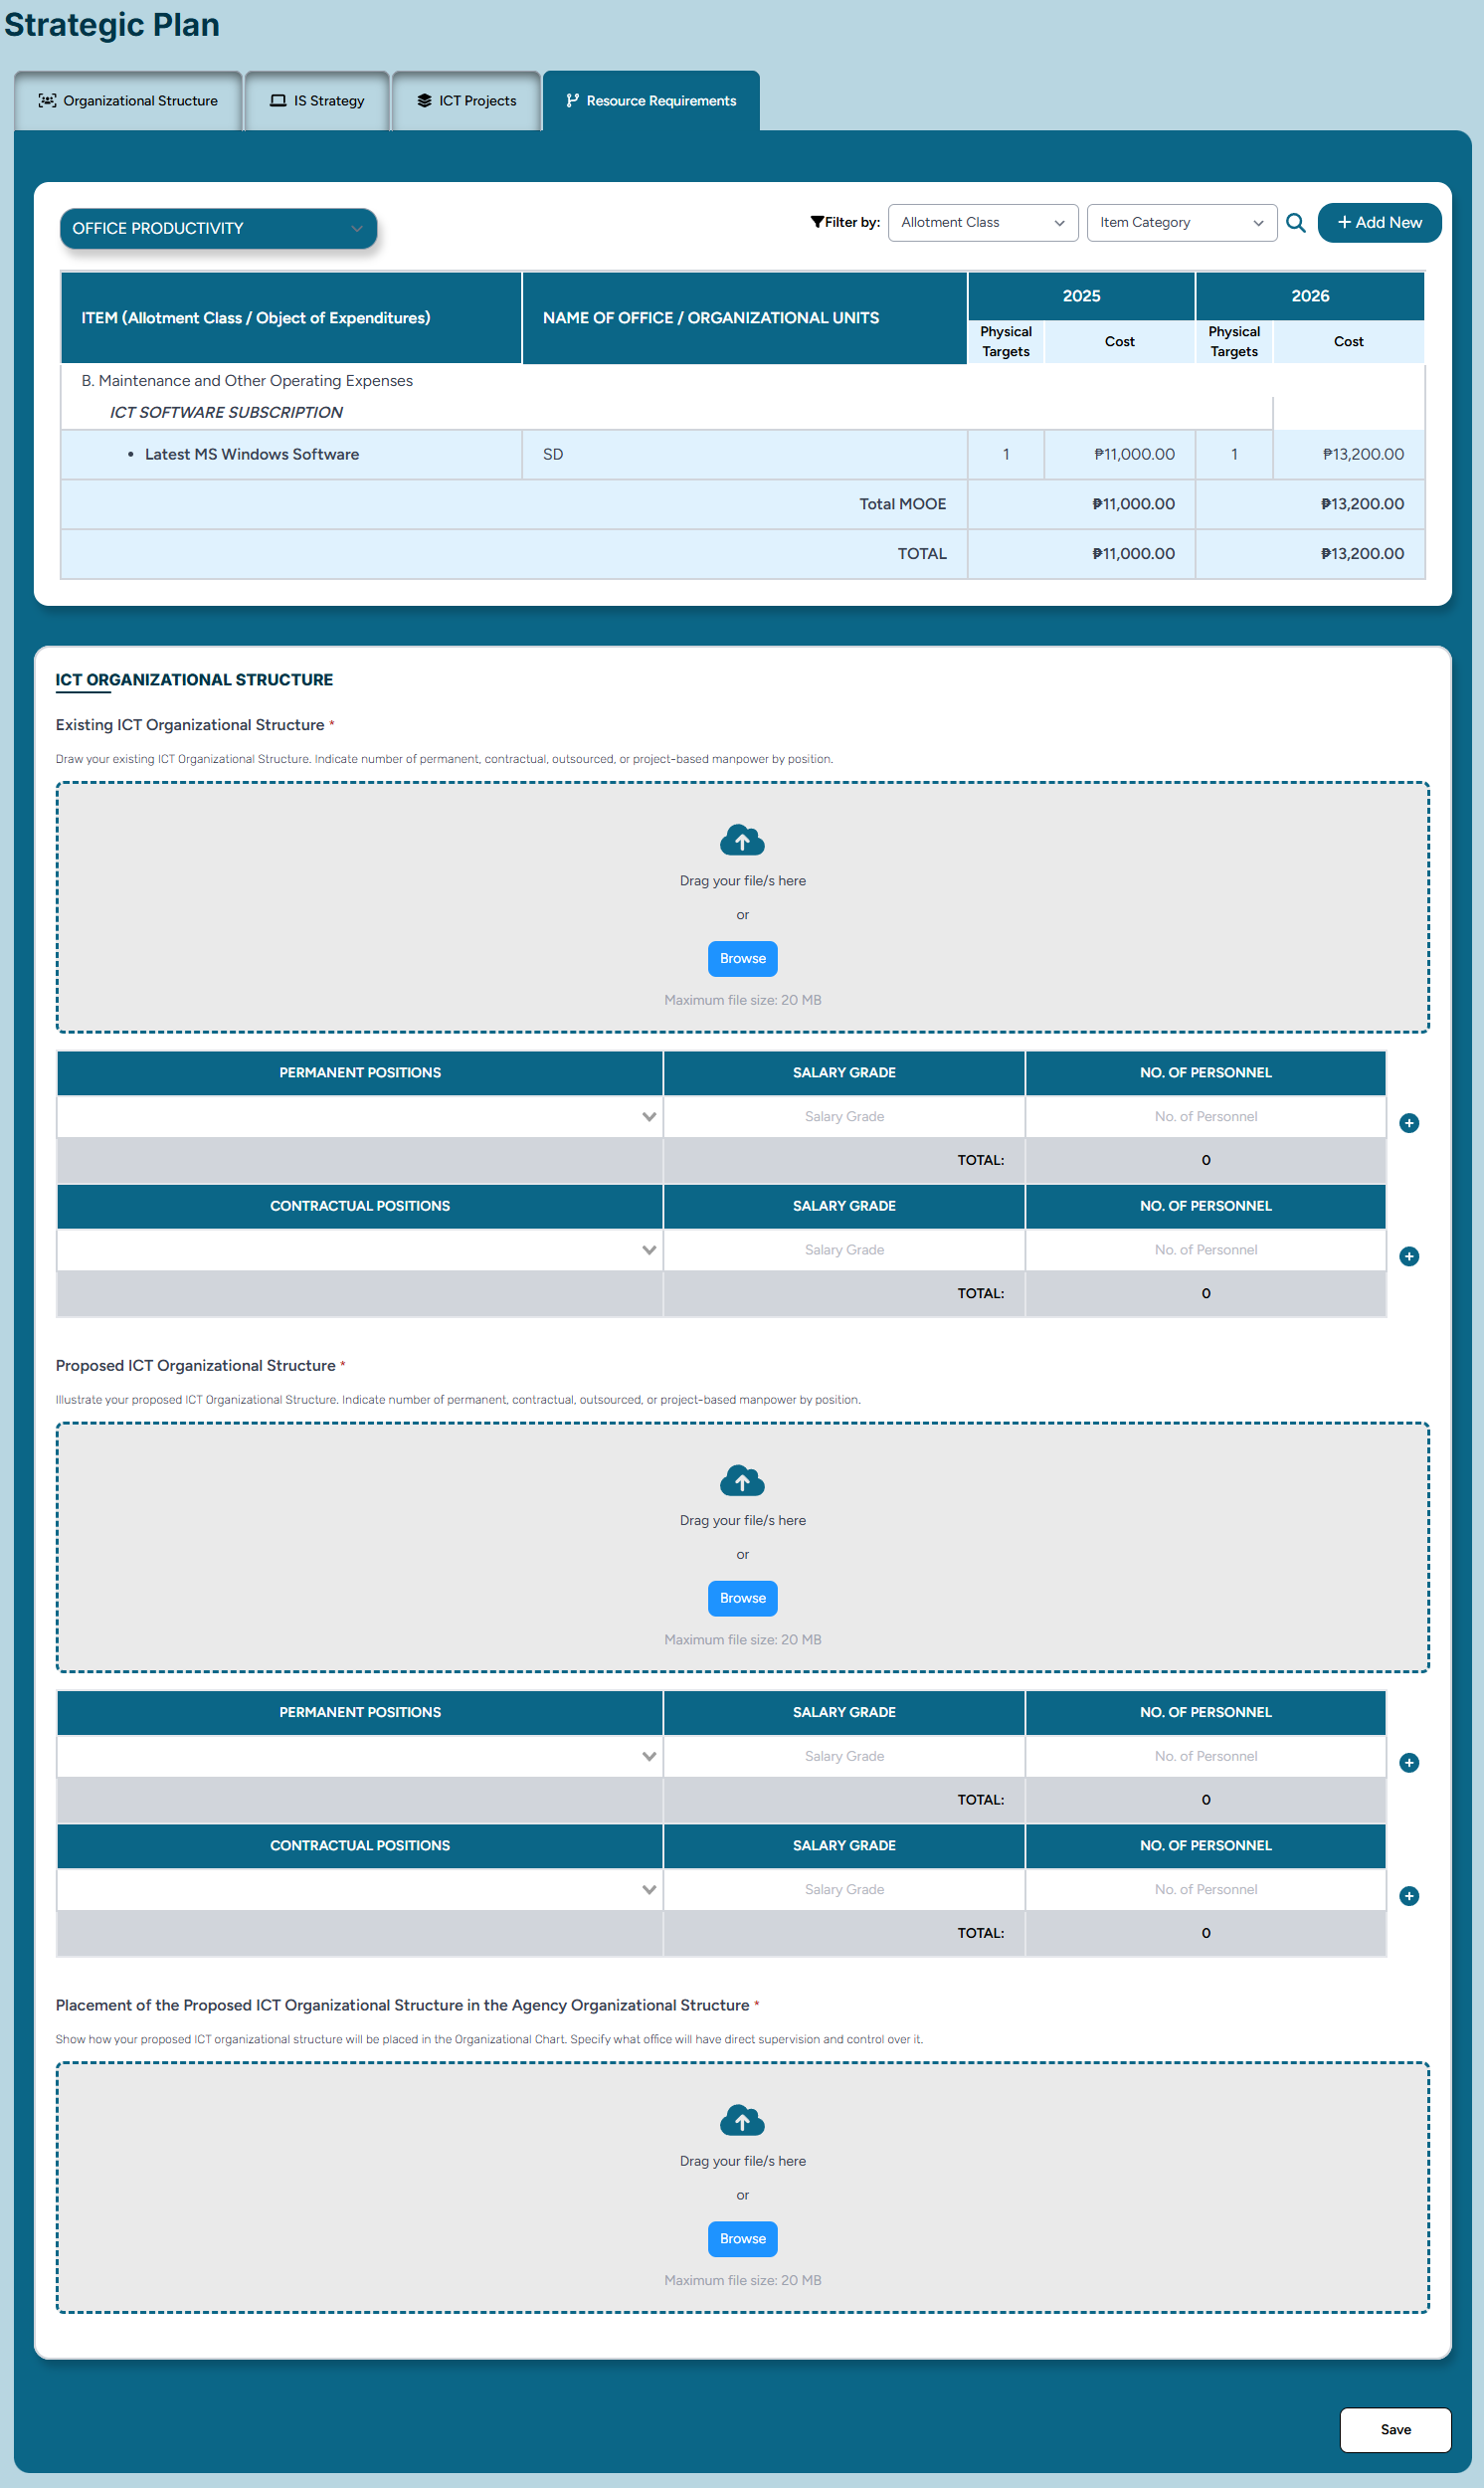 Strategic Plan
Organizational Structure
IS Strategy
ICT Projects
Resource Requirements
OFFICE PRODUCTIVITY
Filter by:
Allotment Class
Item Category
+ Add New
ITEM (Allotment Class / Object of Expenditures)
NAME OF OFFICE / ORGANIZATIONAL UNITS
2025
2026
Physical Targets
Cost
Physical Targets
Cost
B. Maintenance and Other Operating Expenses
ICT SOFTWARE SUBSCRIPTION
• Latest MS Windows Software
SD
1
₱11,000.00
1
₱13,200.00
Total MOOE
₱11,000.00
₱13,200.00
TOTAL
₱11,000.00
₱13,200.00
ICT ORGANIZATIONAL STRUCTURE
Existing ICT Organizational Structure *
Draw your existing ICT Organizational Structure. Indicate number of permanent, contractual, outsourced, or project-based manpower by position.
Drag your file/s here
or
Browse
Maximum file size: 20 MB
PERMANENT POSITIONS
SALARY GRADE
NO. OF PERSONNEL
Salary Grade
No. of Personnel
TOTAL:
0
CONTRACTUAL POSITIONS
SALARY GRADE
NO. OF PERSONNEL
Salary Grade
No. of Personnel
TOTAL:
0
Proposed ICT Organizational Structure *
Illustrate your proposed ICT Organizational Structure. Indicate number of permanent, contractual, outsourced, or project-based manpower by position.
Drag your file/s here
or
Browse
Maximum file size: 20 MB
PERMANENT POSITIONS
SALARY GRADE
NO. OF PERSONNEL
Salary Grade
No. of Personnel
TOTAL:
0
CONTRACTUAL POSITIONS
SALARY GRADE
NO. OF PERSONNEL
Salary Grade
No. of Personnel
TOTAL:
0
Placement of the Proposed ICT Organizational Structure in the Agency Organizational Structure *
Show how your proposed ICT organizational structure will be placed in the Organizational Chart. Specify what office will have direct supervision and control over it.
Drag your file/s here
or
Browse
Maximum file size: 20 MB
Save